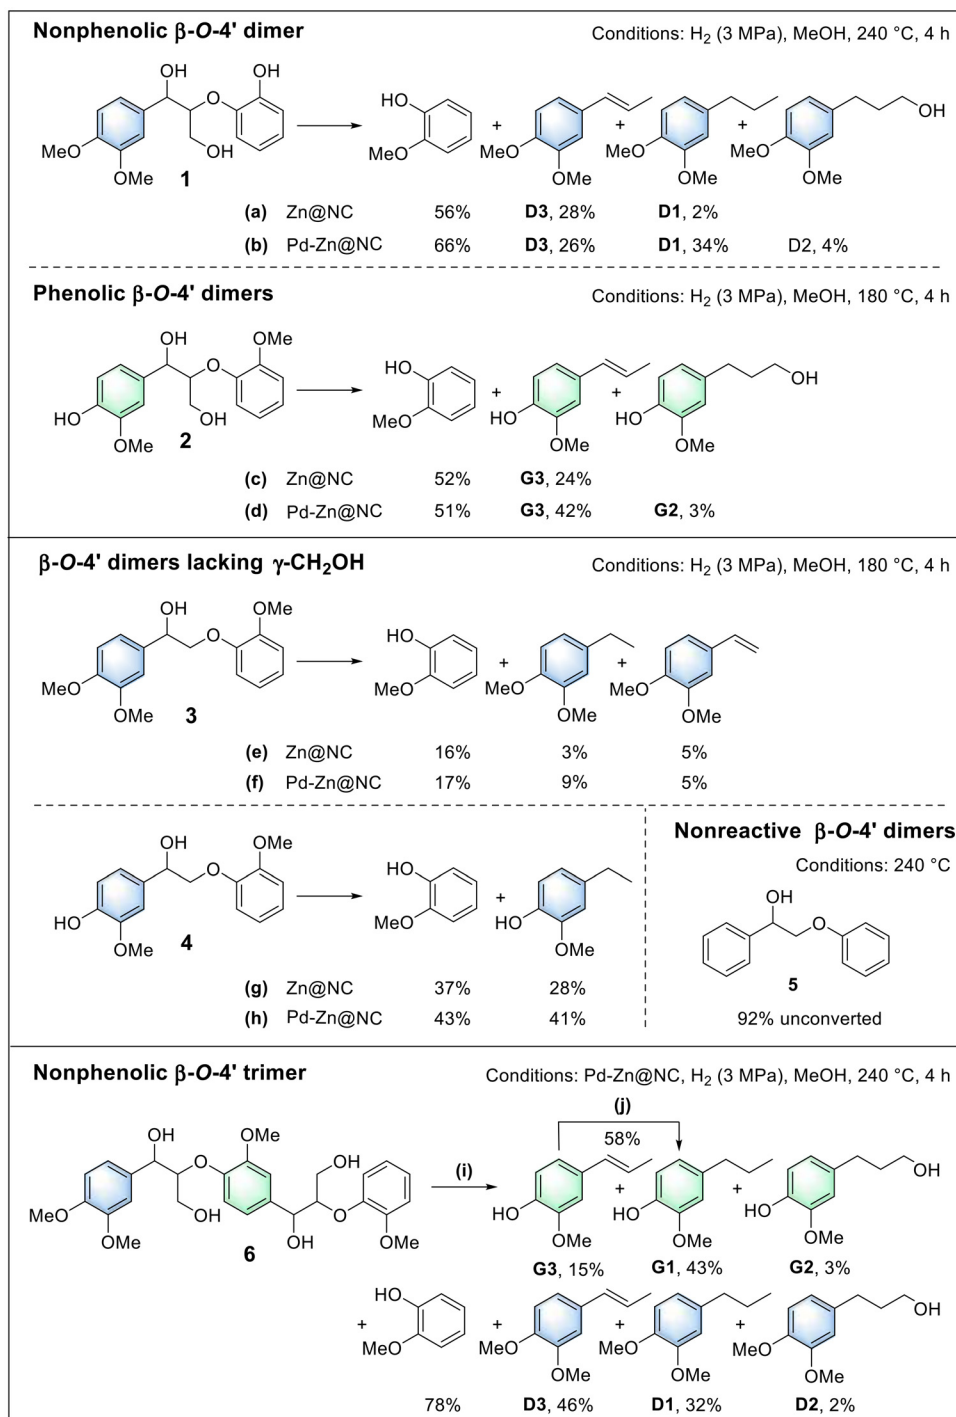 Nonphenolic β-O-4' dimer Conditions: H₂ (3 MPa), MeOH, 240 °C, 4 h
OH OH
O HO
MeO OH MeO MeO MeO MeO OH
OMe OMe OMe OMe
1 + + +
(a) Zn@NC 56% D3, 28% D1, 2%
(b) Pd-Zn@NC 66% D3, 26% D1, 34% D2, 4%
Phenolic β-O-4' dimers Conditions: H₂ (3 MPa), MeOH, 180 °C, 4 h
OH OMe
O HO OH
HO OH MeO HO HO
OMe OMe OMe
2 + +
(c) Zn@NC 52% G3, 24%
(d) Pd-Zn@NC 51% G3, 42% G2, 3%
β-O-4' dimers lacking γ-CH₂OH Conditions: H₂ (3 MPa), MeOH, 180 °C, 4 h
OH OMe
O HO
MeO MeO MeO MeO
OMe OMe OMe
3 + +
(e) Zn@NC 16% 3% 5%
(f) Pd-Zn@NC 17% 9% 5%
OH OMe
O HO
HO MeO HO
OMe OMe
4 +
(g) Zn@NC 37% 28%
(h) Pd-Zn@NC 43% 41%
Nonreactive β-O-4' dimers
Conditions: 240 °C
OH
O
5
92% unconverted
Nonphenolic β-O-4' trimer Conditions: Pd-Zn@NC, H₂ (3 MPa), MeOH, 240 °C, 4 h
(j)
58%
OH OMe
O HO (i) OH
MeO OH O HO HO HO
OMe OH OMe OMe OMe OMe
6 + +
G3, 15% G1, 43% G2, 3%
HO OH
+ MeO + MeO + MeO + MeO
OMe OMe OMe
78% D3, 46% D1, 32% D2, 2%